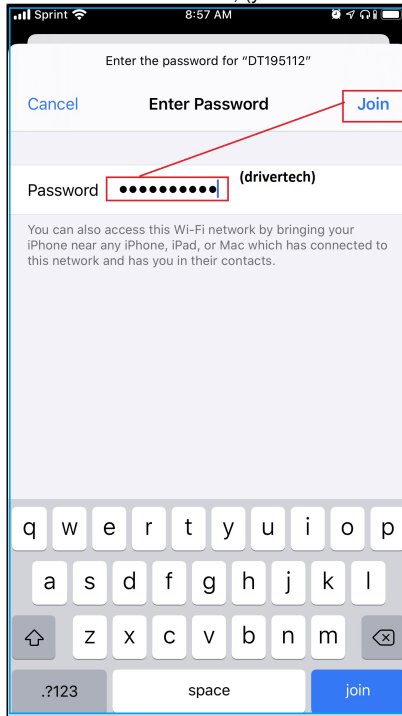 Sprint 8:57 AM
Enter the password for “DT195112”
Cancel Enter Password Join
Password ●●●●●●●●●● (drivertech)
You can also access this Wi-Fi network by bringing your
iPhone near any iPhone, iPad, or Mac which has connected to
this network and has you in their contacts.
q w e r t y u i o p
a s d f g h j k l
z x c v b n m
.?123 space join